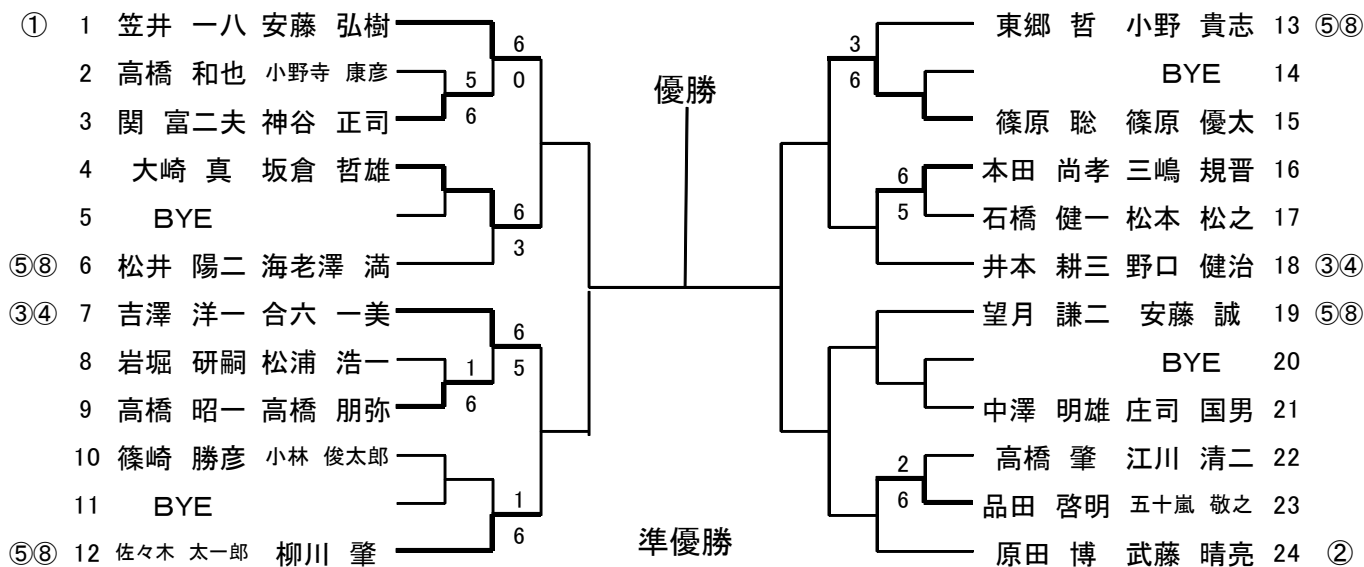 ① 1 笠井 一八 安藤 弘樹
2 高橋 和也 小野寺 康彦
3 関 富二夫 神谷 正司
4 大崎 真 坂倉 哲雄
5 BYE
⑤⑧ 6 松井 陽二 海老澤 満
③④ 7 吉澤 洋一 合六 一美
8 岩堀 研嗣 松浦 浩一
9 高橋 昭一 高橋 朋弥
10 篠崎 勝彦 小林 俊太郎
11 BYE
⑤⑧ 12 佐々木 太一郎 柳川 肇
6
0
5
6
6
3
6
5
1
6
1
6
優勝
準優勝
3
6
6
5
2
6
東郷 哲 小野 貴志 13 ⑤⑧
BYE 14
篠原 聡 篠原 優太 15
本田 尚孝 三嶋 規晋 16
石橋 健一 松本 松之 17
井本 耕三 野口 健治 18 ③④
望月 謙二 安藤 誠 19 ⑤⑧
BYE 20
中澤 明雄 庄司 国男 21
高橋 肇 江川 清二 22
品田 啓明 五十嵐 敬之 23
原田 博 武藤 晴亮 24 ②